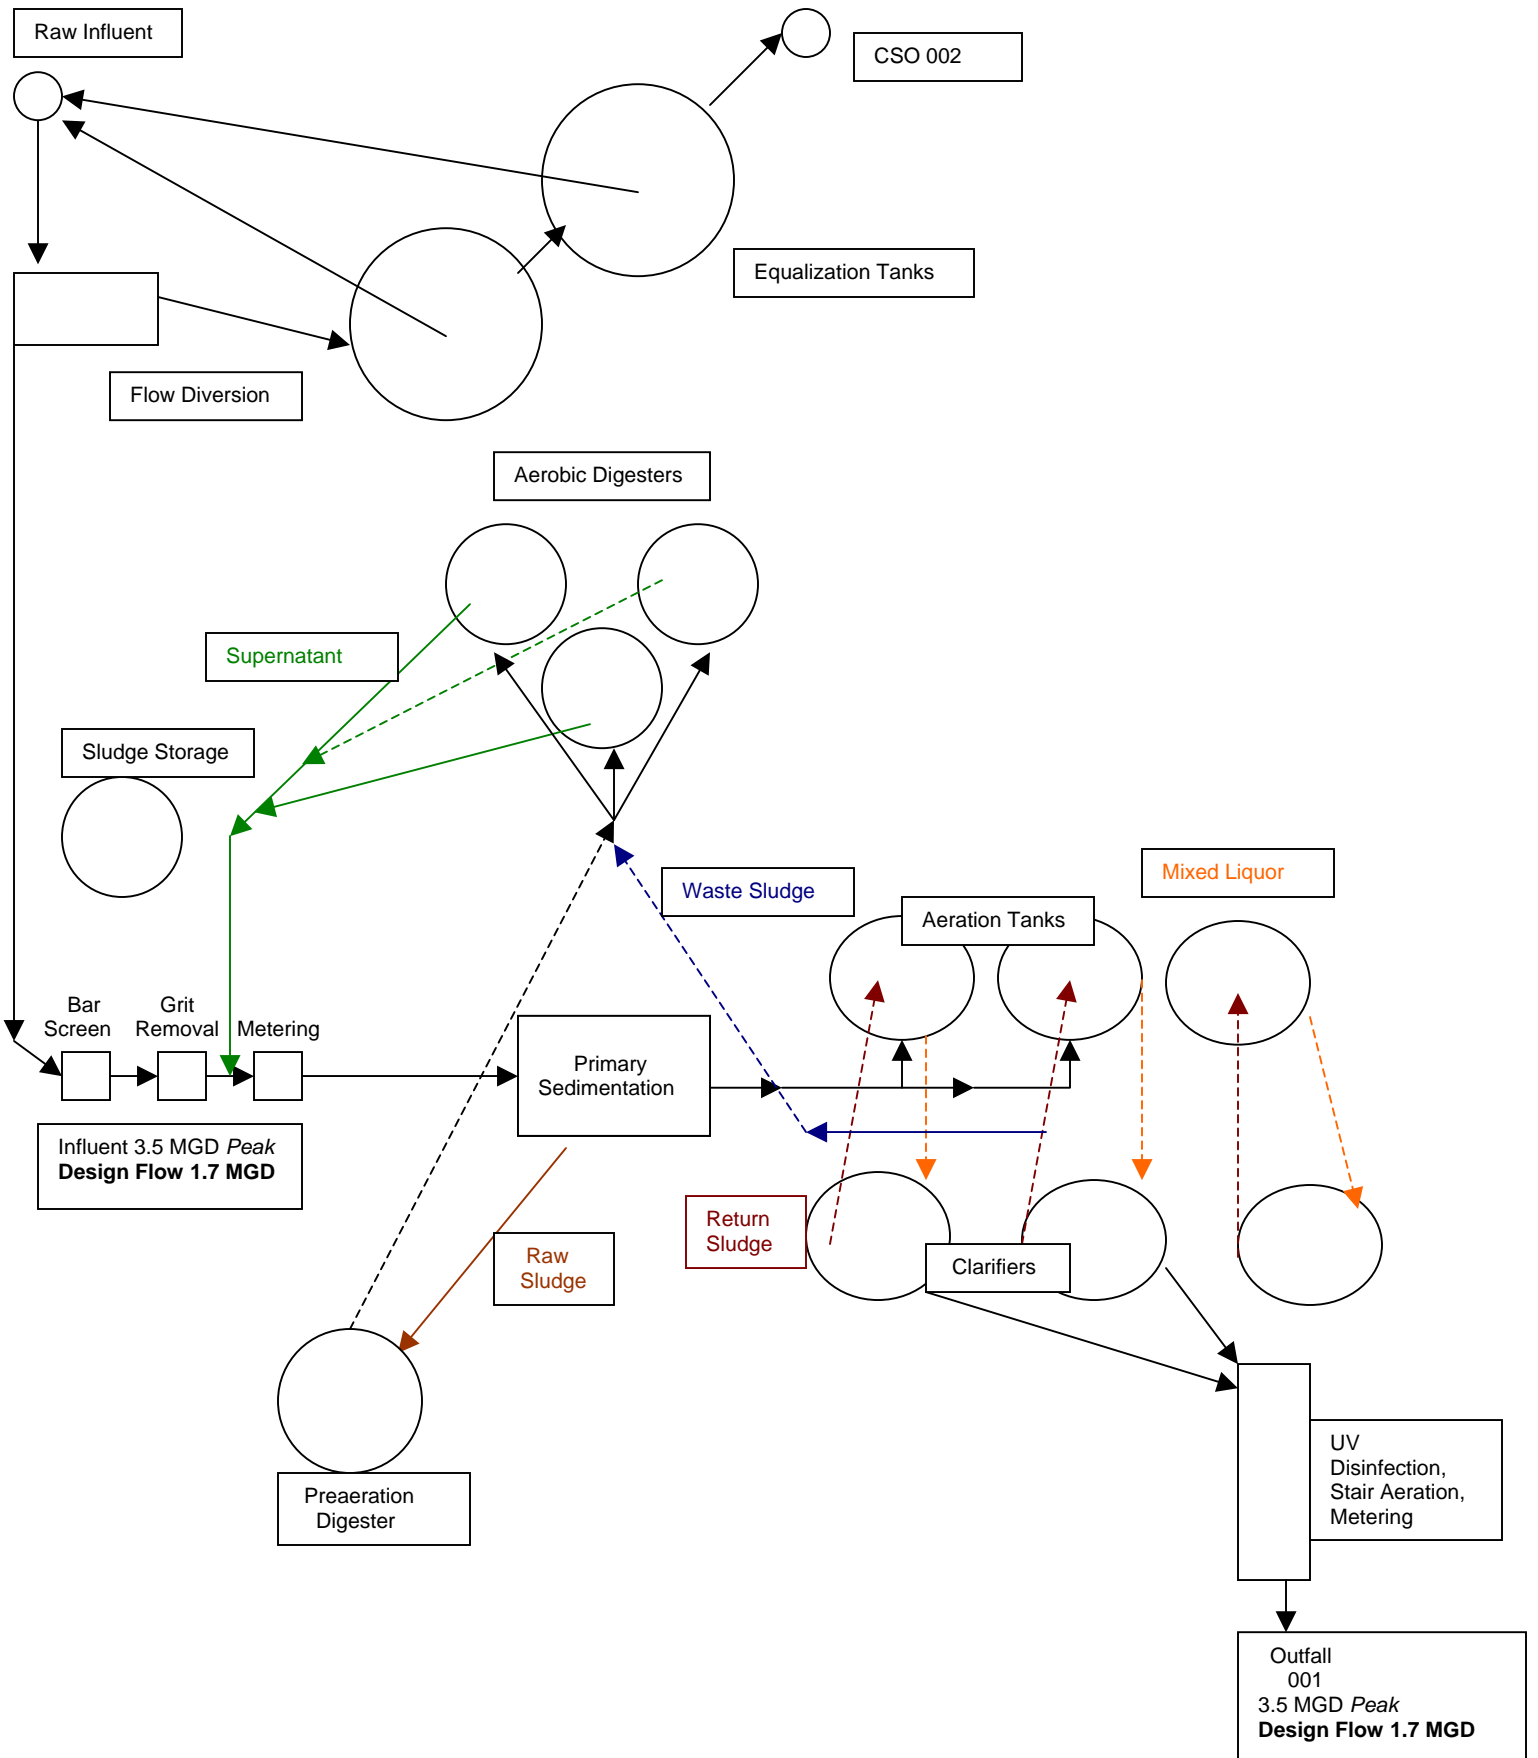 Raw Influent
CSO 002
Equalization Tanks
Flow Diversion
Aerobic Digesters
Supernatant
Sludge Storage
Waste Sludge
Mixed Liquor
Aeration Tanks
Bar
Screen
Grit
Removal
Metering
Primary
Sedimentation
Influent 3.5 MGD Peak
Design Flow 1.7 MGD
Return
Sludge
Raw
Sludge
Clarifiers
Preaeration
Digester
UV
Disinfection,
Stair Aeration,
Metering
Outfall
001
3.5 MGD Peak
Design Flow 1.7 MGD